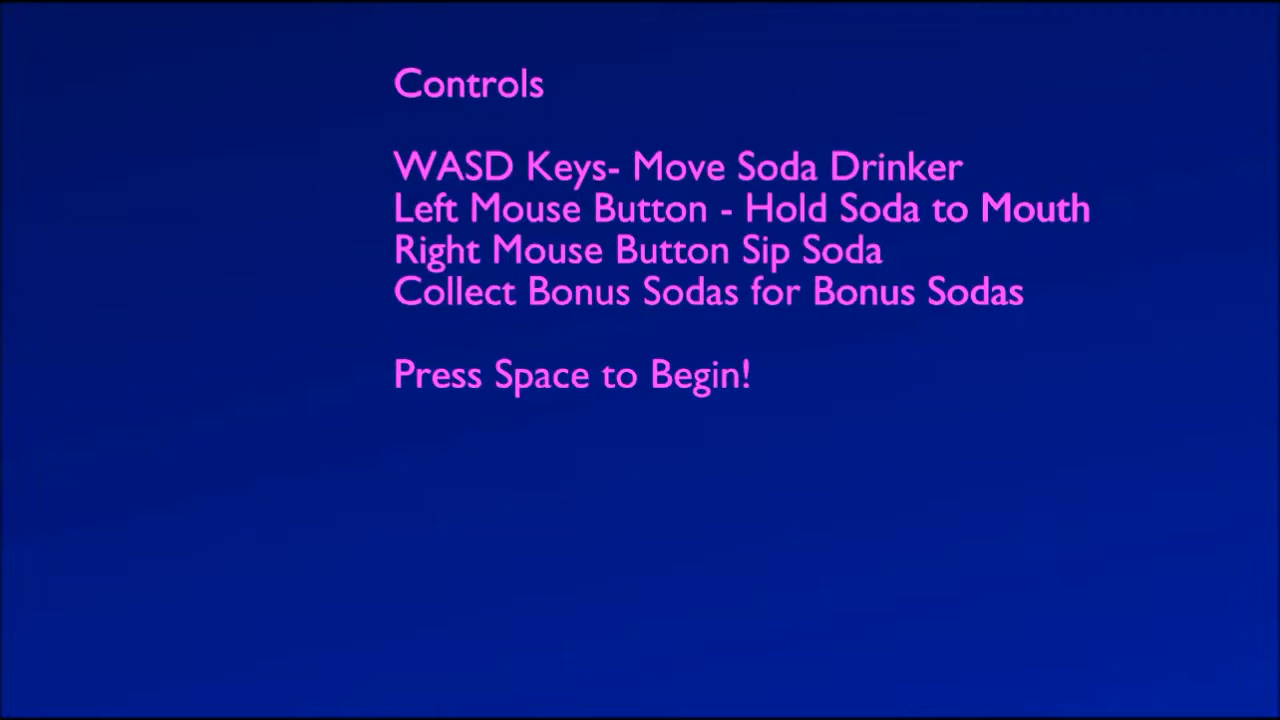 Controls
WASD Keys- Move Soda Drinker
Left Mouse Button - Hold Soda to Mouth
Right Mouse Button Sip Soda
Collect Bonus Sodas for Bonus Sodas
Press Space to Begin!